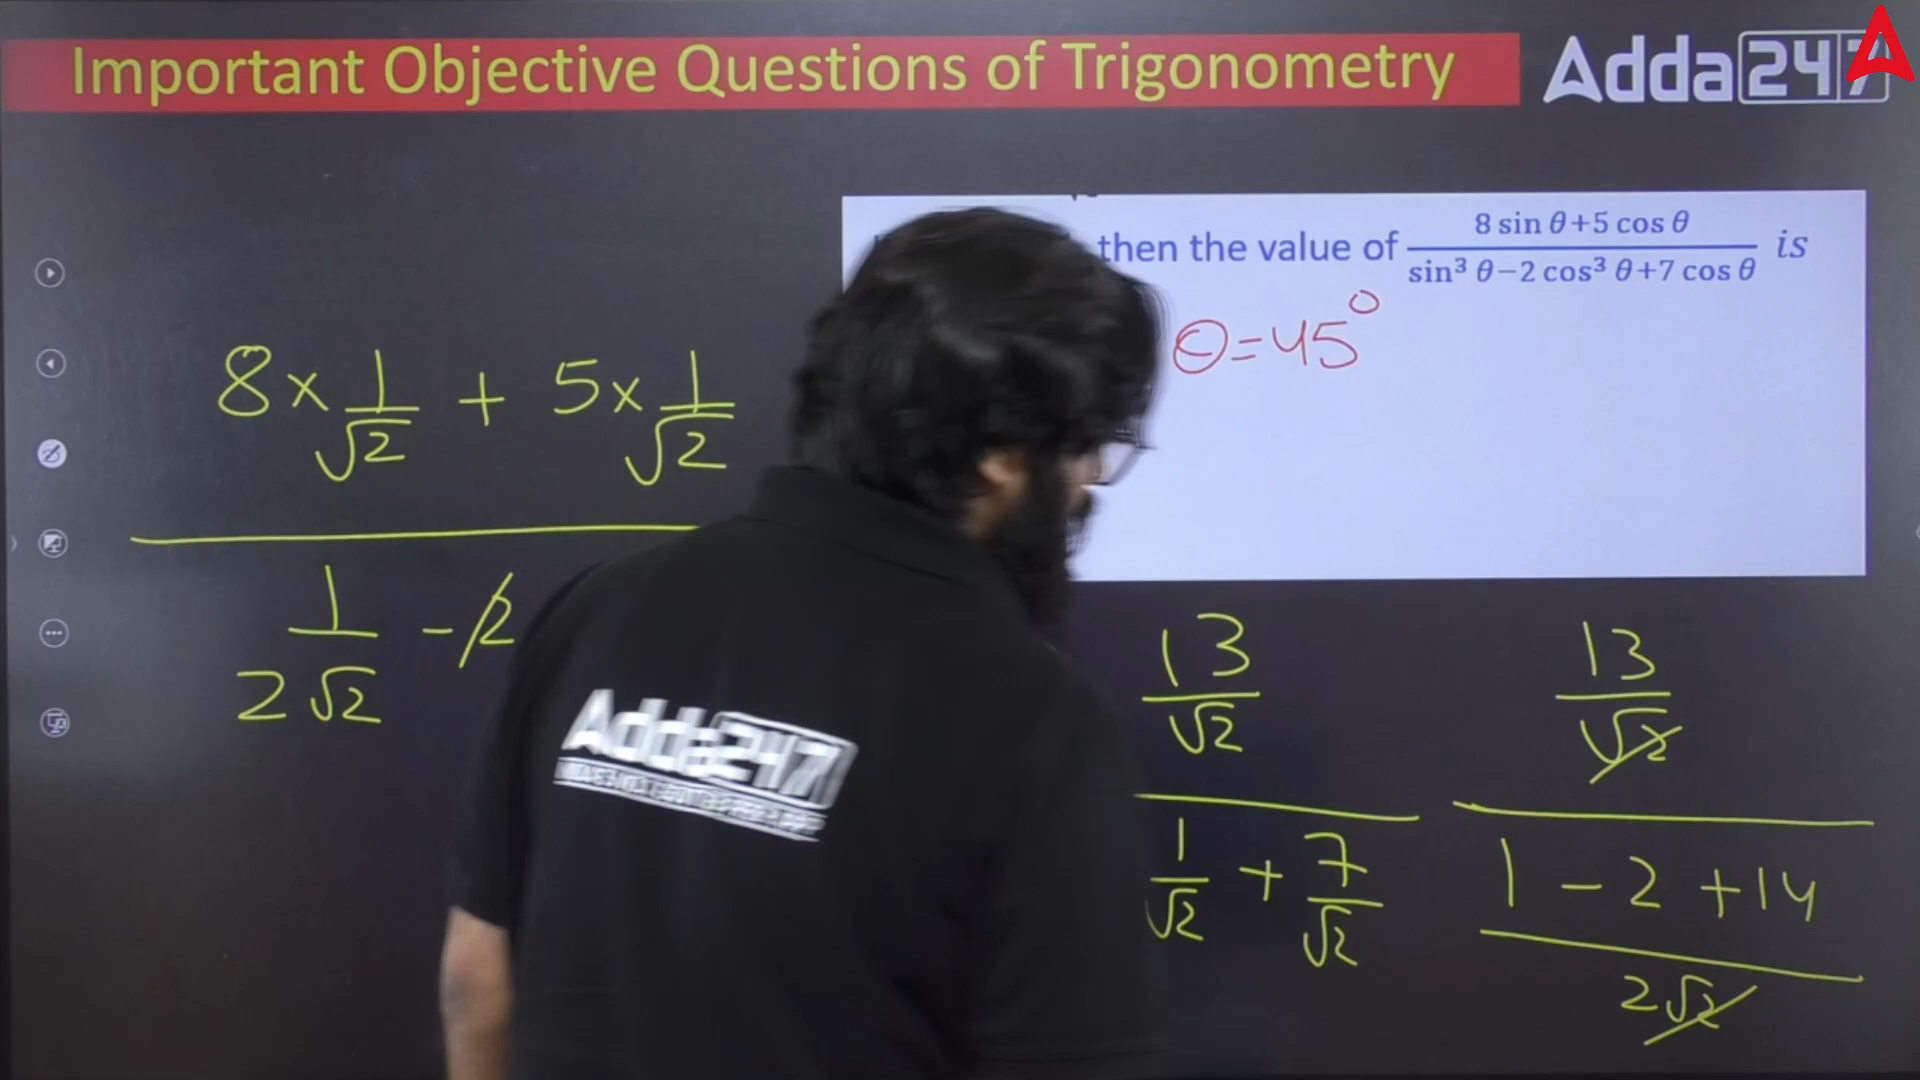 Important Objective Questions of Trigonometry
Adda247
then the value of (8 sin θ+5 cos θ)/(sin³ θ−2 cos³ θ+7 cos θ) is
θ=45°
8×1/√2 + 5×1/√2
1/2√2 - 2
13/√2
1/√2 + 7/√2
13/√2
1 - 2 + 14
2√2
Adda247